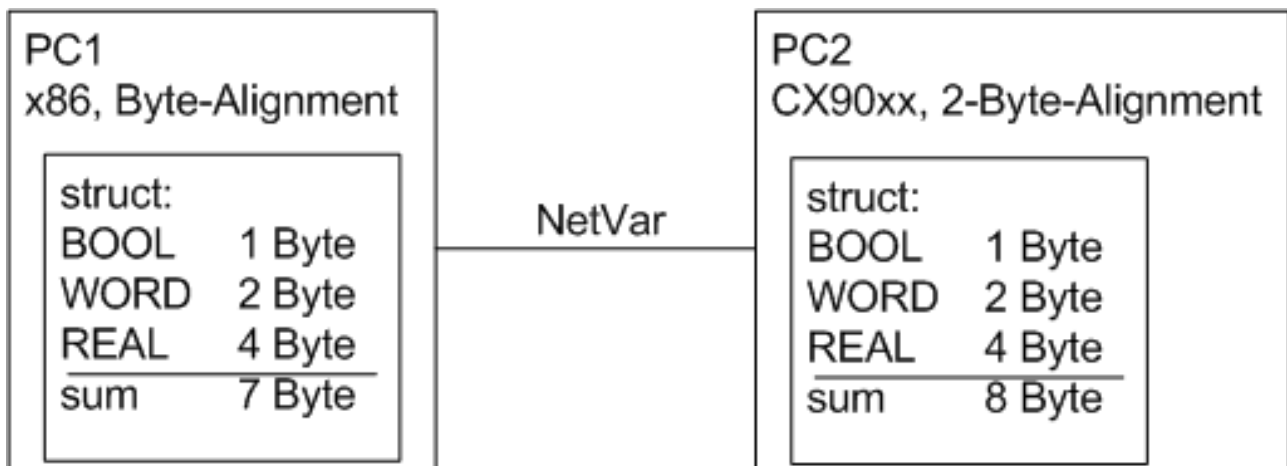 PC1
x86, Byte-Alignment
struct:
BOOL 1 Byte
WORD 2 Byte
REAL 4 Byte
sum 7 Byte
NetVar
PC2
CX90xx, 2-Byte-Alignment
struct:
BOOL 1 Byte
WORD 2 Byte
REAL 4 Byte
sum 8 Byte